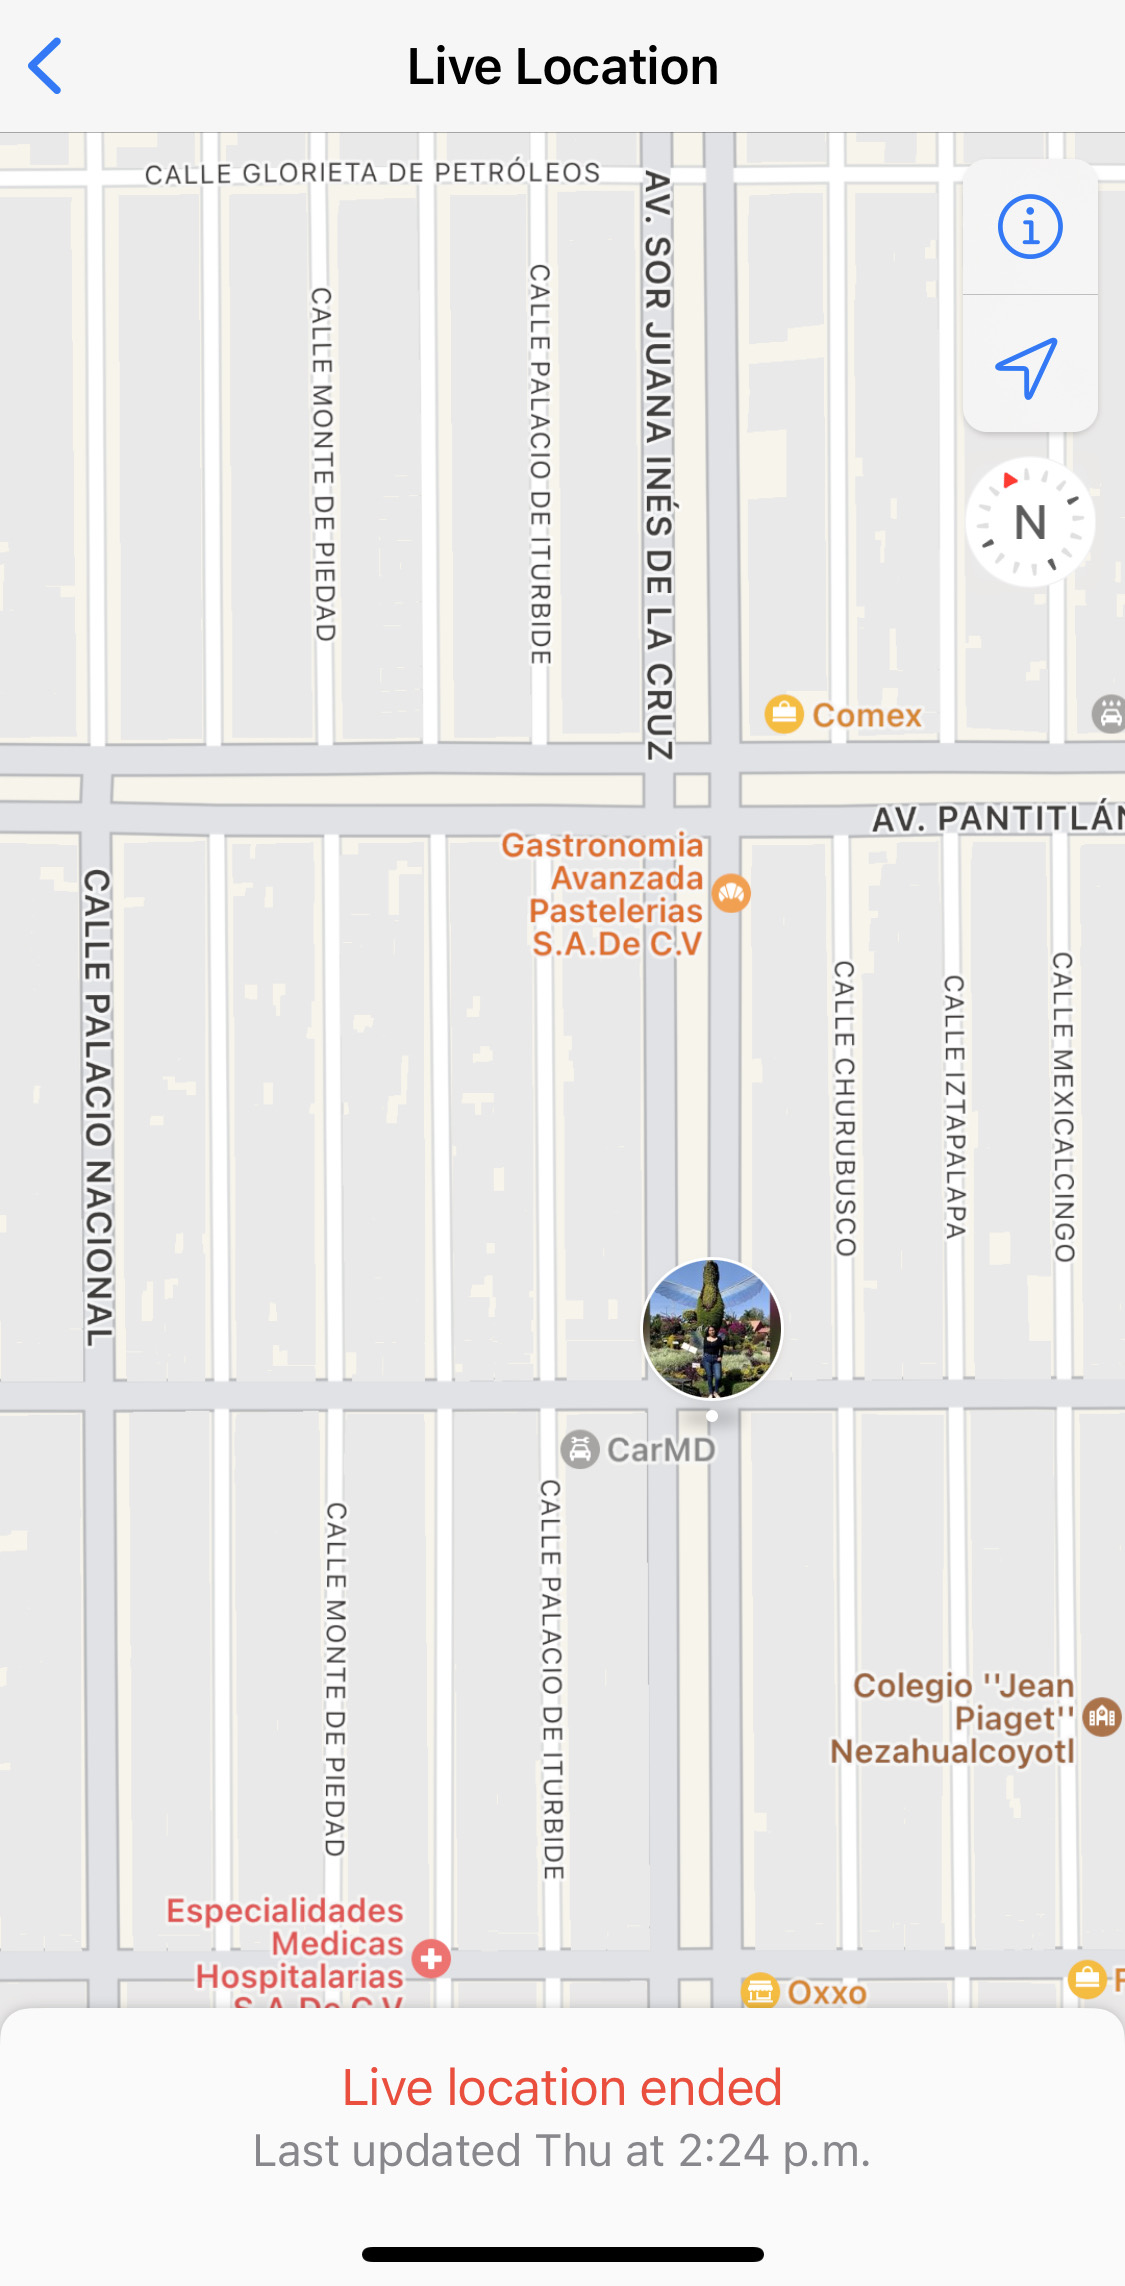 Live Location
CALLE GLORIETA DE PETRÓLEOS
AV. SOR JUANA INÉS DE LA CRUZ
CALLE MONTE DE PIEDAD
CALLE PALACIO DE ITURBIDE
N
Comex
AV. PANTITLÁN
Gastronomia
Avanzada
Pastelerias
S.A.De C.V
CALLE PALACIO NACIONAL
CALLE CHURUBUSCO
CALLE IZTAPALAPA
CALLE MEXICALCINGO
CarMD
CALLE MONTE DE PIEDAD
CALLE PALACIO DE ITURBIDE
Colegio "Jean
Piaget"
Nezahualcoyotl
Especialidades
Medicas
Hospitalarias
S.A.De C.V
Oxxo
Live location ended
Last updated Thu at 2:24 p.m.